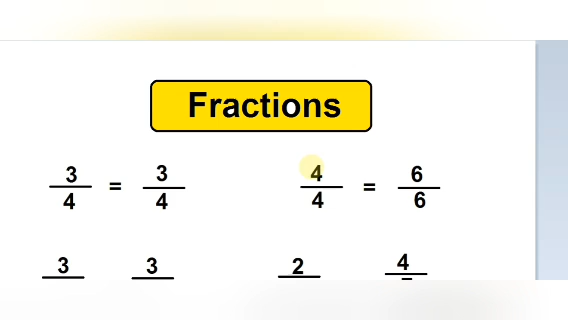 Fractions
3/4 = 3/4 4/4 = 6/6
3 3 2 4